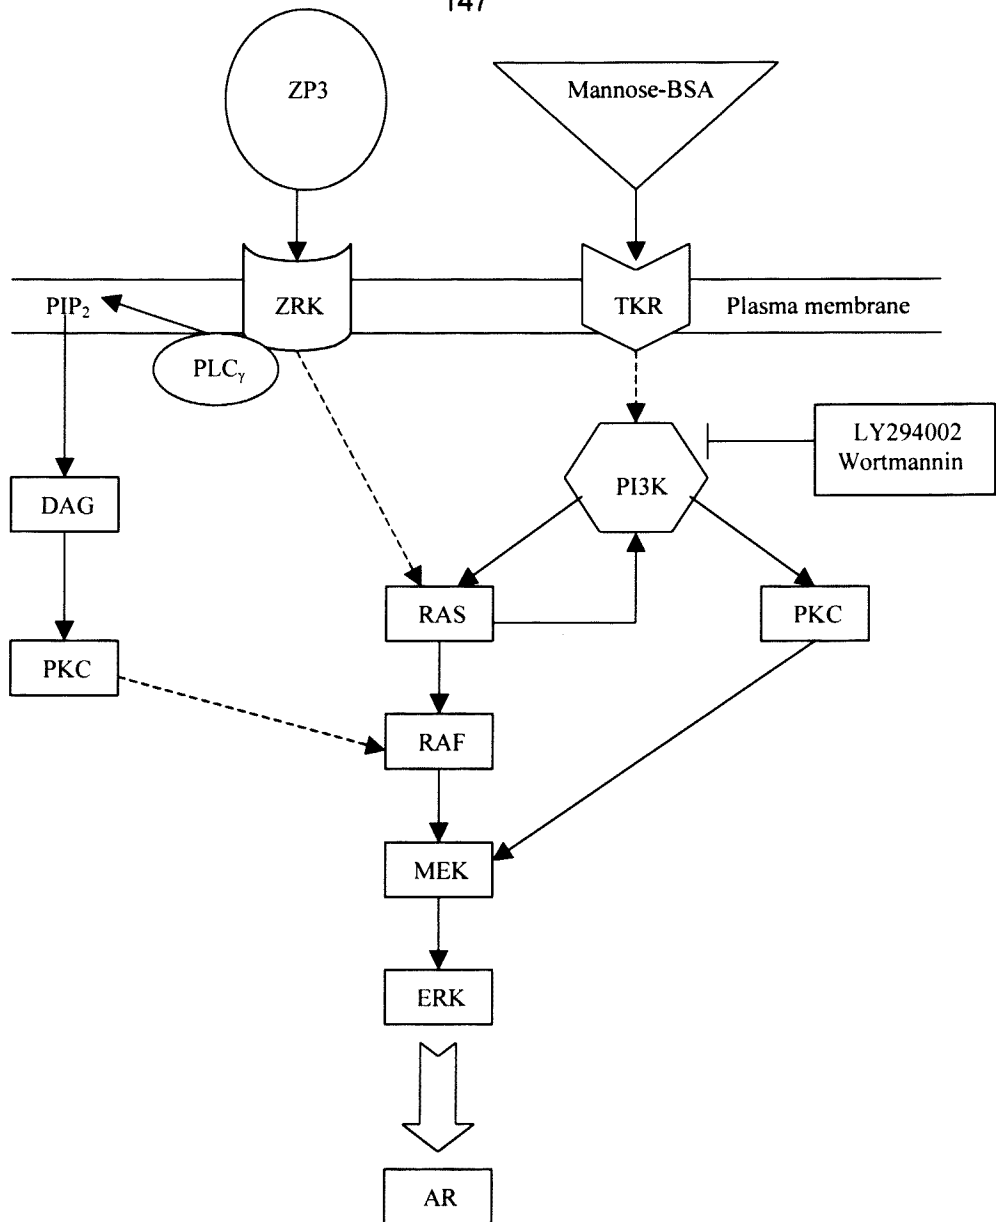 147
ZP3
Mannose-BSA
PIP₂
ZRK
TKR
Plasma membrane
PLCᵧ
LY294002
Wortmannin
PI3K
DAG
RAS
PKC
PKC
RAF
MEK
ERK
AR